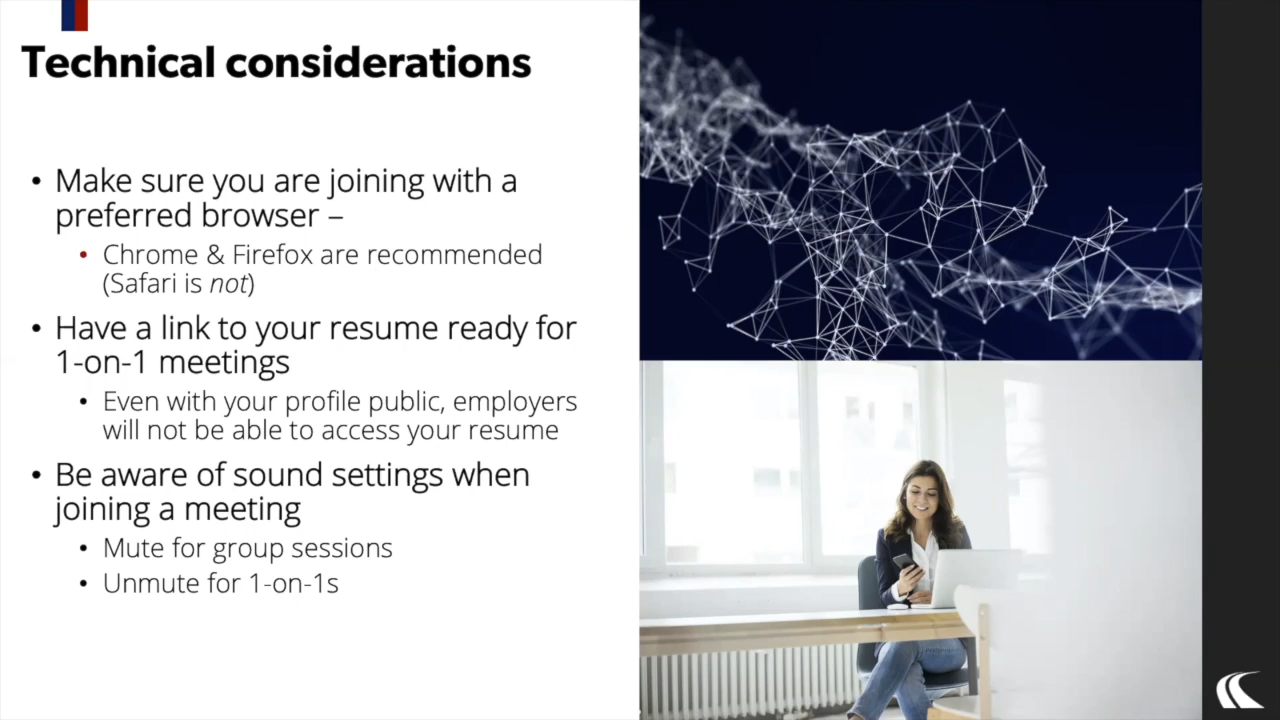 Technical considerations
• Make sure you are joining with a
preferred browser –
• Chrome & Firefox are recommended
(Safari is not)
• Have a link to your resume ready for
1-on-1 meetings
• Even with your profile public, employers
will not be able to access your resume
• Be aware of sound settings when
joining a meeting
• Mute for group sessions
• Unmute for 1-on-1s